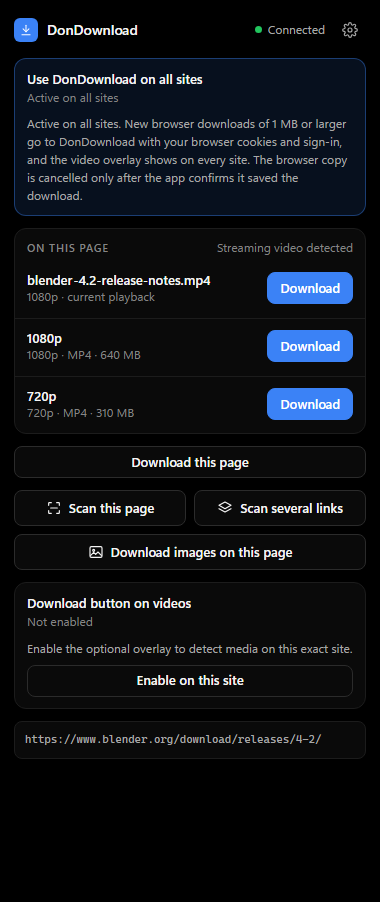 DonDownload
Connected
Use DonDownload on all sites
Active on all sites
Active on all sites. New browser downloads of 1 MB or larger
go to DonDownload with your browser cookies and sign-in,
and the video overlay shows on every site. The browser copy
is cancelled only after the app confirms it saved the
download.
ON THIS PAGE
Streaming video detected
blender-4.2-release-notes.mp4
1080p · current playback
Download
1080p
1080p · MP4 · 640 MB
Download
720p
720p · MP4 · 310 MB
Download
Download this page
Scan this page
Scan several links
Download images on this page
Download button on videos
Not enabled
Enable the optional overlay to detect media on this exact site.
Enable on this site
https://www.blender.org/download/releases/4-2/